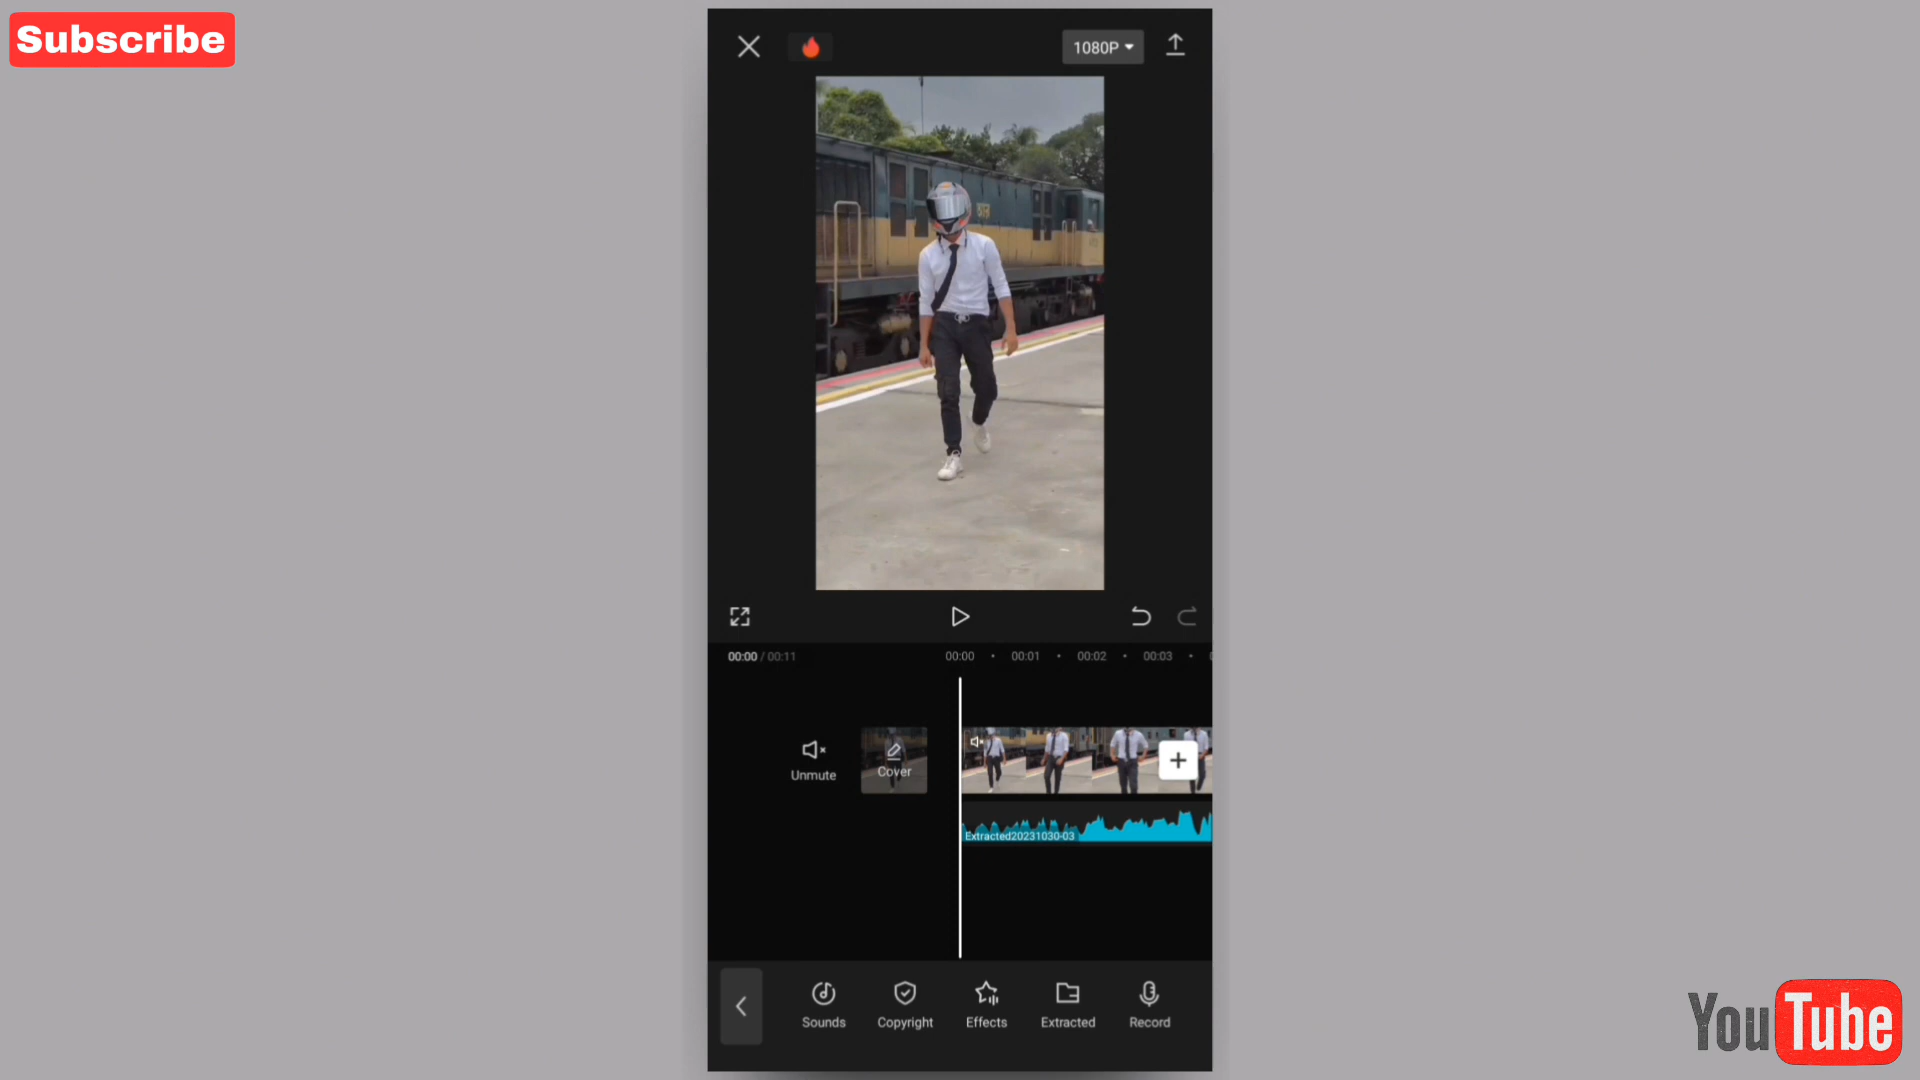 Subscribe
1080P
00:00 / 00:11
00:00
00:01
00:02
00:03
Unmute
Cover
Extracted20231030-03
Sounds
Copyright
Effects
Extracted
Record
YouTube